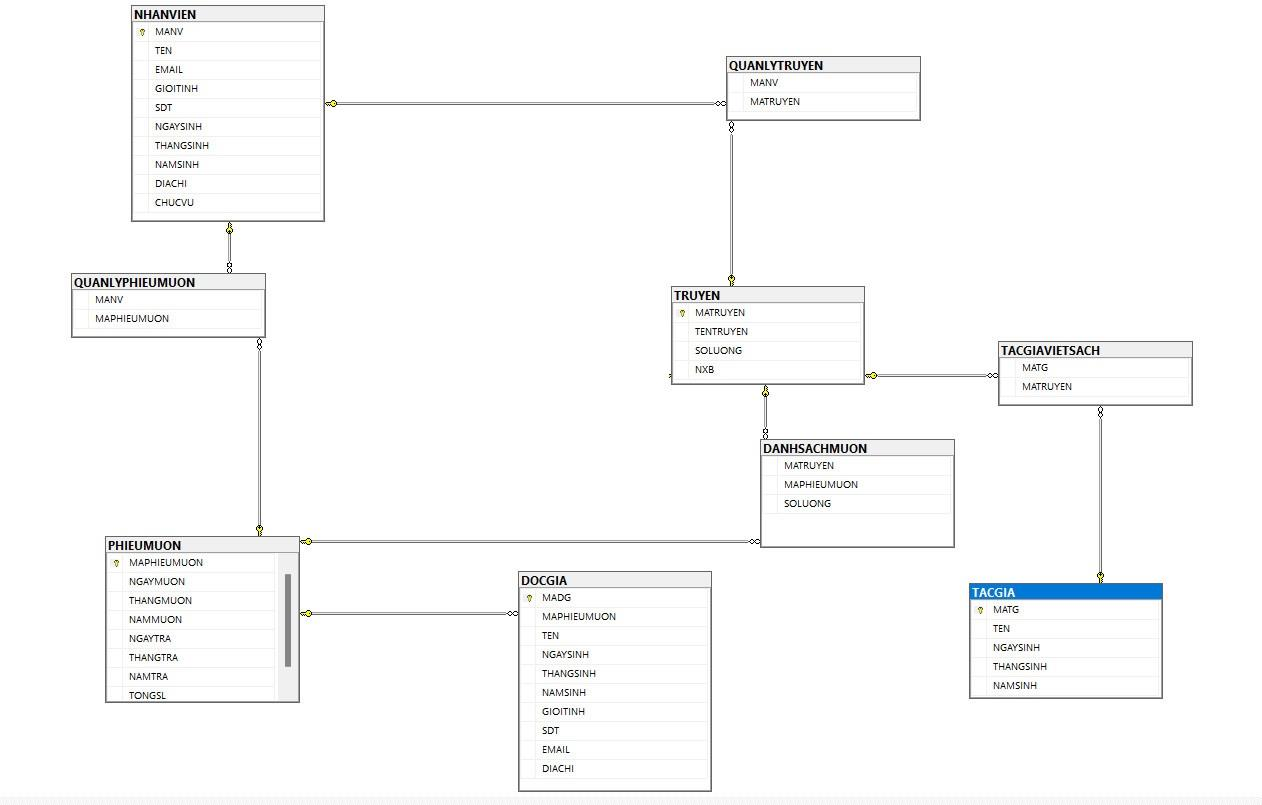 NHANVIEN
MANV
TEN
EMAIL
GIOITINH
SDT
NGAYSINH
THANGSINH
NAMSINH
DIACHI
CHUCVU
QUANLYTRUYEN
MANV
MATRUYEN
QUANLYPHIEUMUON
MANV
MAPHIEUMUON
TRUYEN
MATRUYEN
TENTRUYEN
SOLUONG
NXB
TACGIAVIETSACH
MATG
MATRUYEN
DANHSACHMUON
MATRUYEN
MAPHIEUMUON
SOLUONG
PHIEUMUON
MAPHIEUMUON
NGAYMUON
THANGMUON
NAMMUON
NGAYTRA
THANGTRA
NAMTRA
TONGSL
DOCGIA
MADG
MAPHIEUMUON
TEN
NGAYSINH
THANGSINH
NAMSINH
GIOITINH
SDT
EMAIL
DIACHI
TACGIA
MATG
TEN
NGAYSINH
THANGSINH
NAMSINH